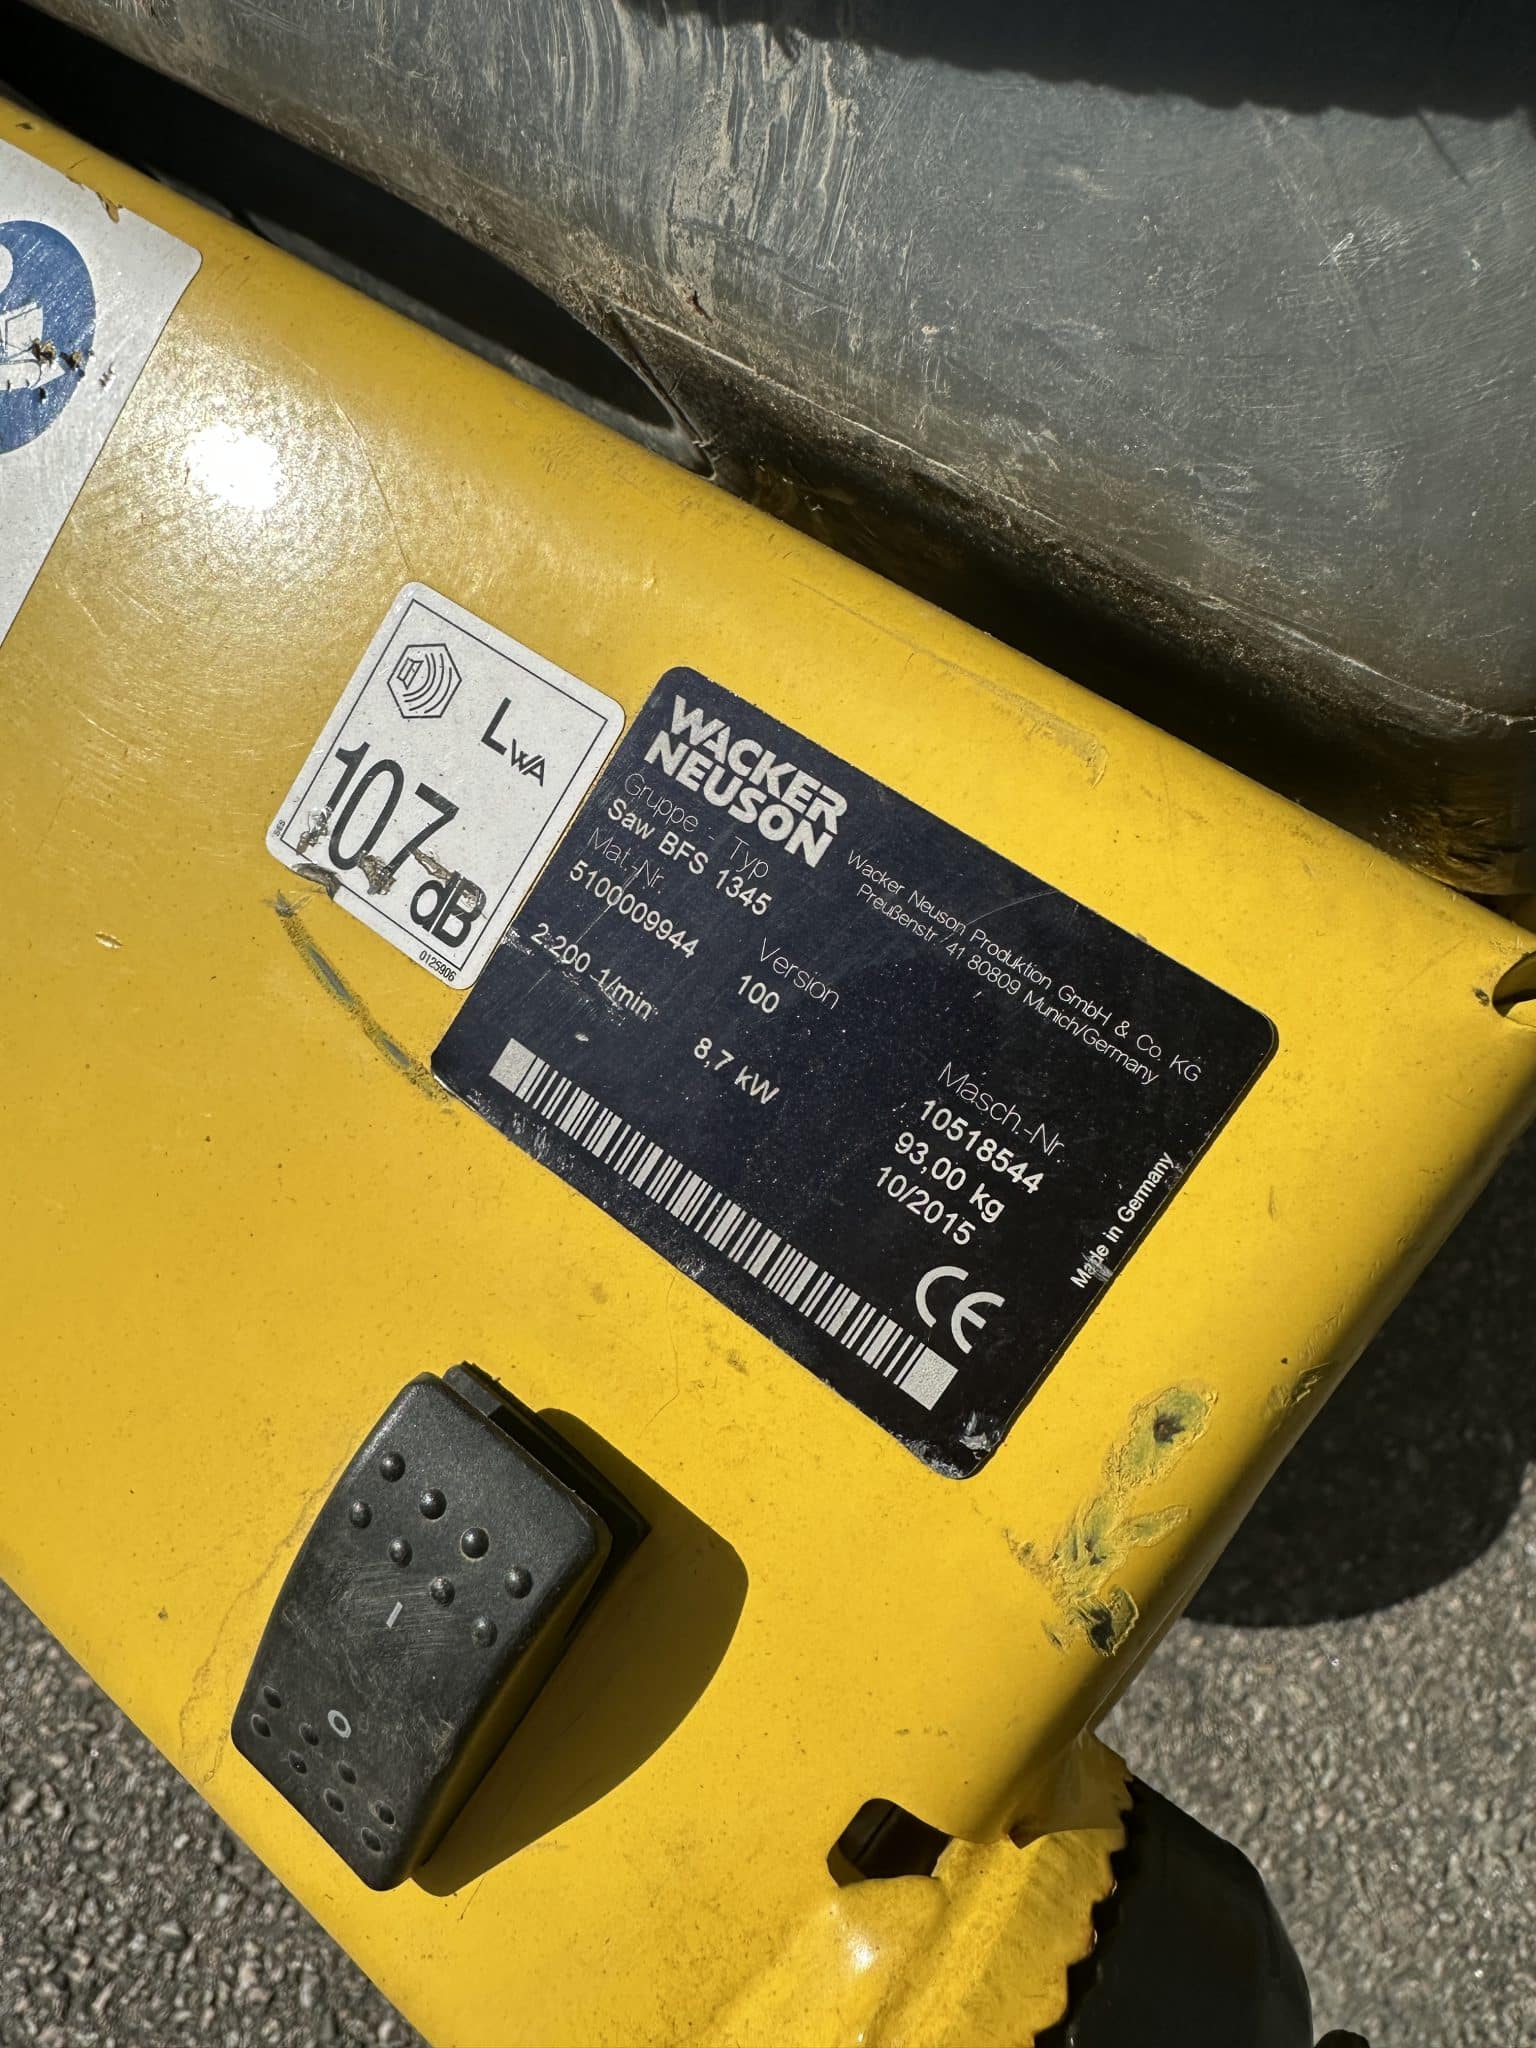 LWA
107 dB
0125906
WACKER
NEUSON
Wacker Neuson Produktion GmbH & Co. KG
Preußenstr. 41 80809 Munich/Germany
Gruppe - Typ
Saw BFS 1345
Mat.-Nr.
Version
Masch.-Nr.
5100009944
100
10518544
93,00 kg
2.200 1/min
8,7 kW
10/2015
CE
Made in Germany
I
O